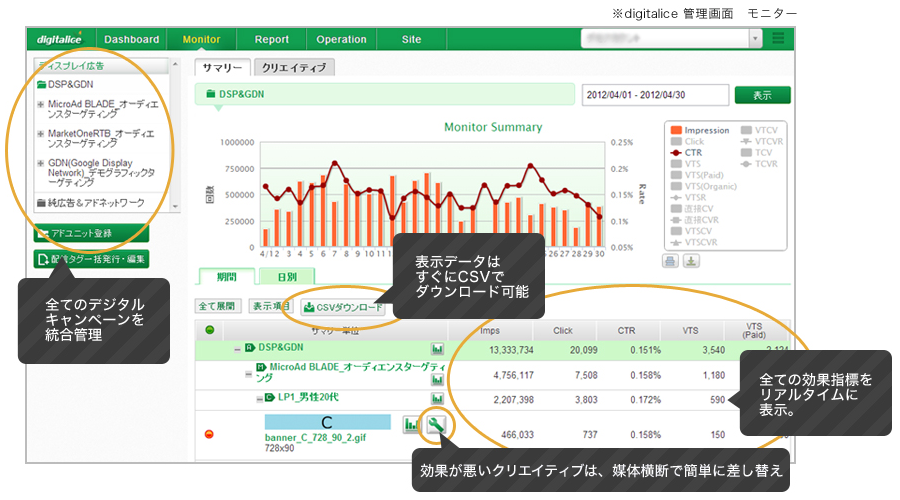 ※digitalice 管理画面　モニター
digitalice Dashboard Monitor Report Operation Site
ディスプレイ広告
DSP&GDN
MicroAd BLADE_オーディエ
ンスターゲティング
MarketOneRTB_オーディエ
ンスターゲティング
GDN(Google Display
Network)_デモグラフィックタ
ーゲティング
純広告＆アドネットワーク
アドユニット登録
配信タグ一括発行・編集
全てのデジタル
キャンペーンを
統合管理
サマリー クリエイティブ
DSP&GDN 2012/04/01 - 2012/04/30 表示
Monitor Summary
回数
1000000
750000
500000
250000
0
0.25%
0.2%
0.15%
0.1%
0.05%
Rate
4/1 2 3 4 5 6 7 8 9 10 11 12 13 14 15 16 17 18 19 20 21 22 23 24 25 26 27 28 29 30
Impression VTCV
Click VTCVR
CTR TCV
VTS TCVR
VTS(Paid)
VTS(Organic)
VTSR
直接CV
直接CVR
VTSCV
VTSCVR
表示データは
すぐにCSVで
ダウンロード可能
期間 日別
全て展開 表示項目 CSVダウンロード
サマリー単位 Imps Click CTR VTS VTS
(Paid)
DSP&GDN 13,333,734 20,099 0.151% 3,540
MicroAd BLADE_オーディエンスターゲティ
ング 4,756,117 7,508 0.158% 1,180
LP1_男性20代 2,207,398 3,803 0.172% 590
C
banner_C_728_90_2.gif 466,033 737 0.158% 150
728x90
全ての効果指標を
リアルタイムに
表示。
効果が悪いクリエイティブは、媒体横断で簡単に差し替え